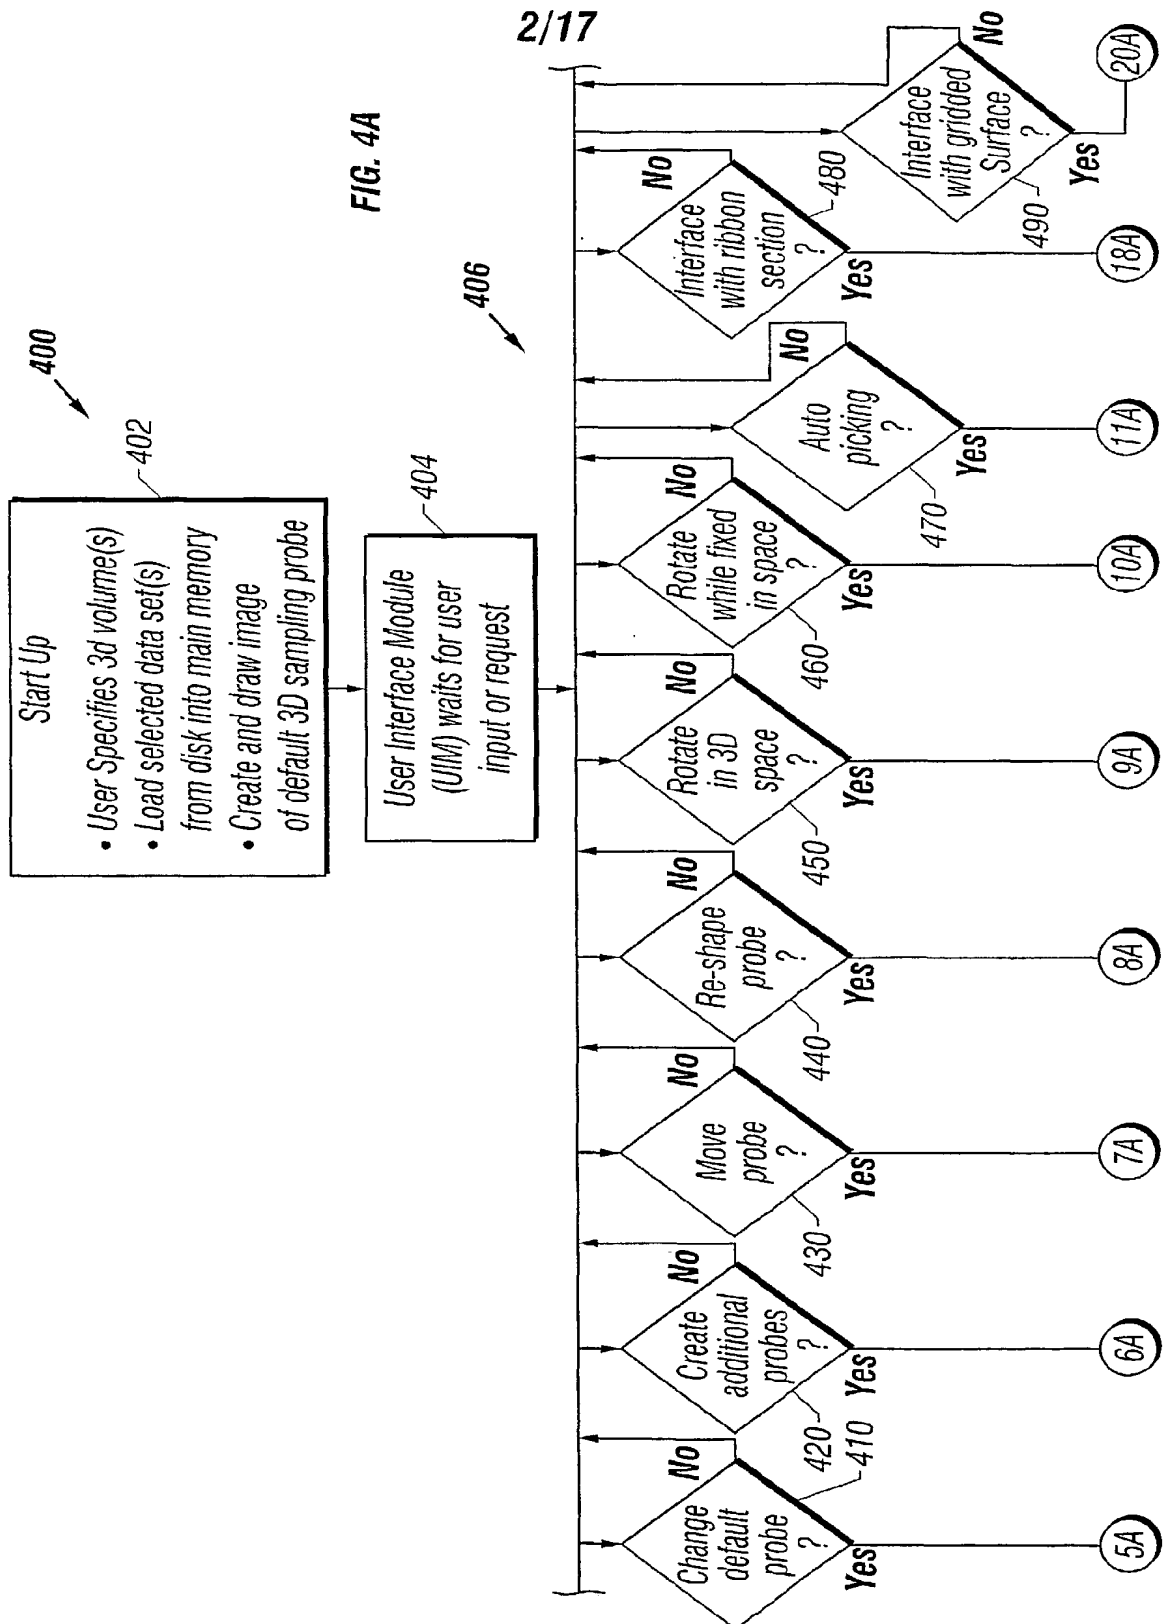 2/17
FIG. 4A
400
Start Up
• User Specifies 3d volume(s)
• Load selected data set(s)
from disk into main memory
• Create and draw image
of default 3D sampling probe
402
User Interface Module
(UIM) waits for user
input or request
404
406
Change
default
probe
?
410
No
Yes
5A
Create
additional
probes
?
420
No
Yes
6A
Move
probe
?
430
No
Yes
7A
Re-shape
probe
?
440
No
Yes
8A
Rotate
in 3D
space
?
450
No
Yes
9A
Rotate
while fixed
in space
?
460
No
Yes
10A
Auto
picking
?
470
No
Yes
11A
Interface
with ribbon
section
?
480
No
Yes
18A
Interface
with gridded
Surface
?
490
No
Yes
20A